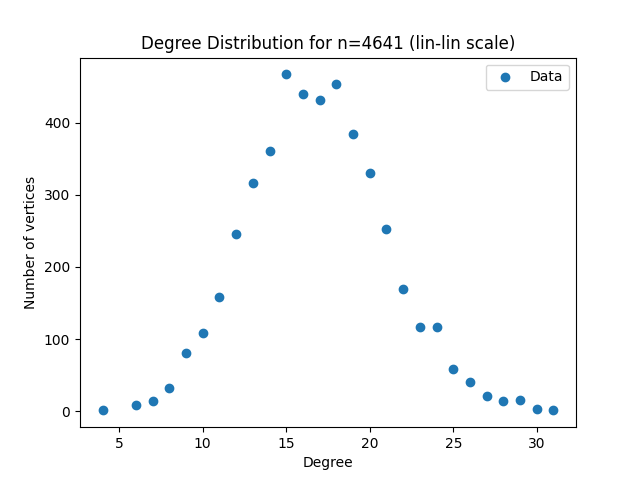 Degree Distribution for n=4641 (lin-lin scale)
Data
Number of vertices
400
300
200
100
0
5 10 15 20 25 30
Degree